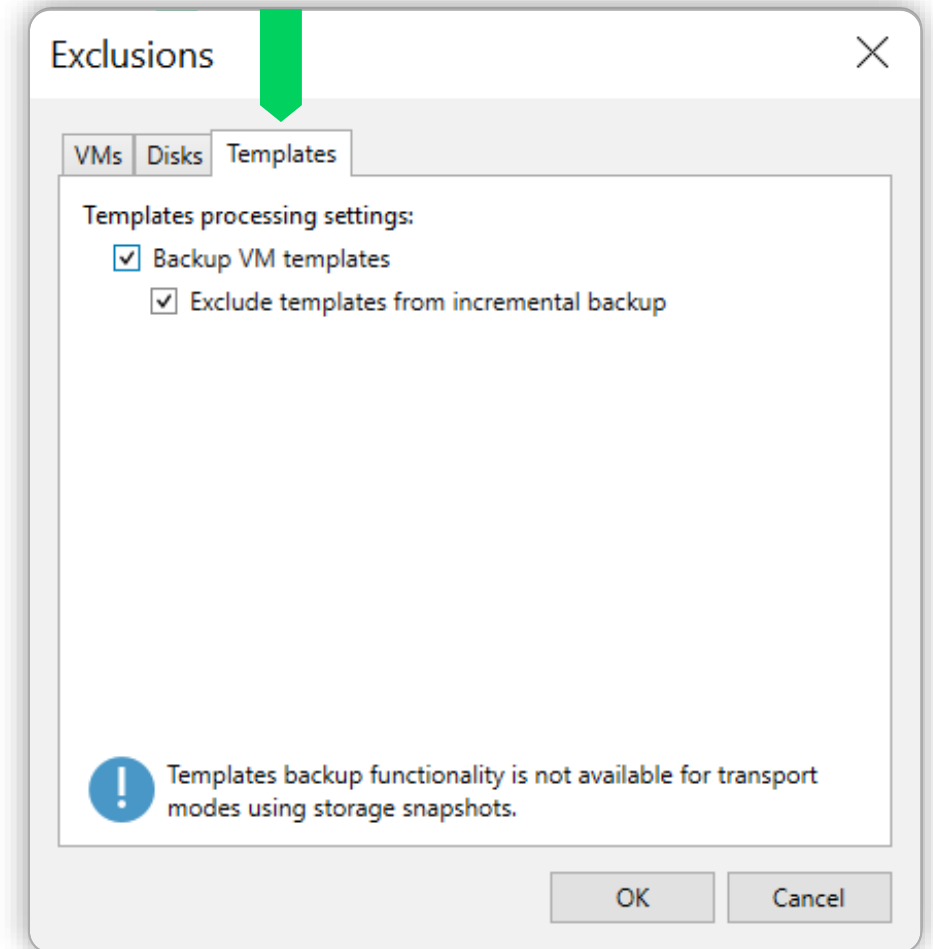 Exclusions
VMs Disks Templates
Templates processing settings:
Backup VM templates
Exclude templates from incremental backup
Templates backup functionality is not available for transport
modes using storage snapshots.
OK Cancel